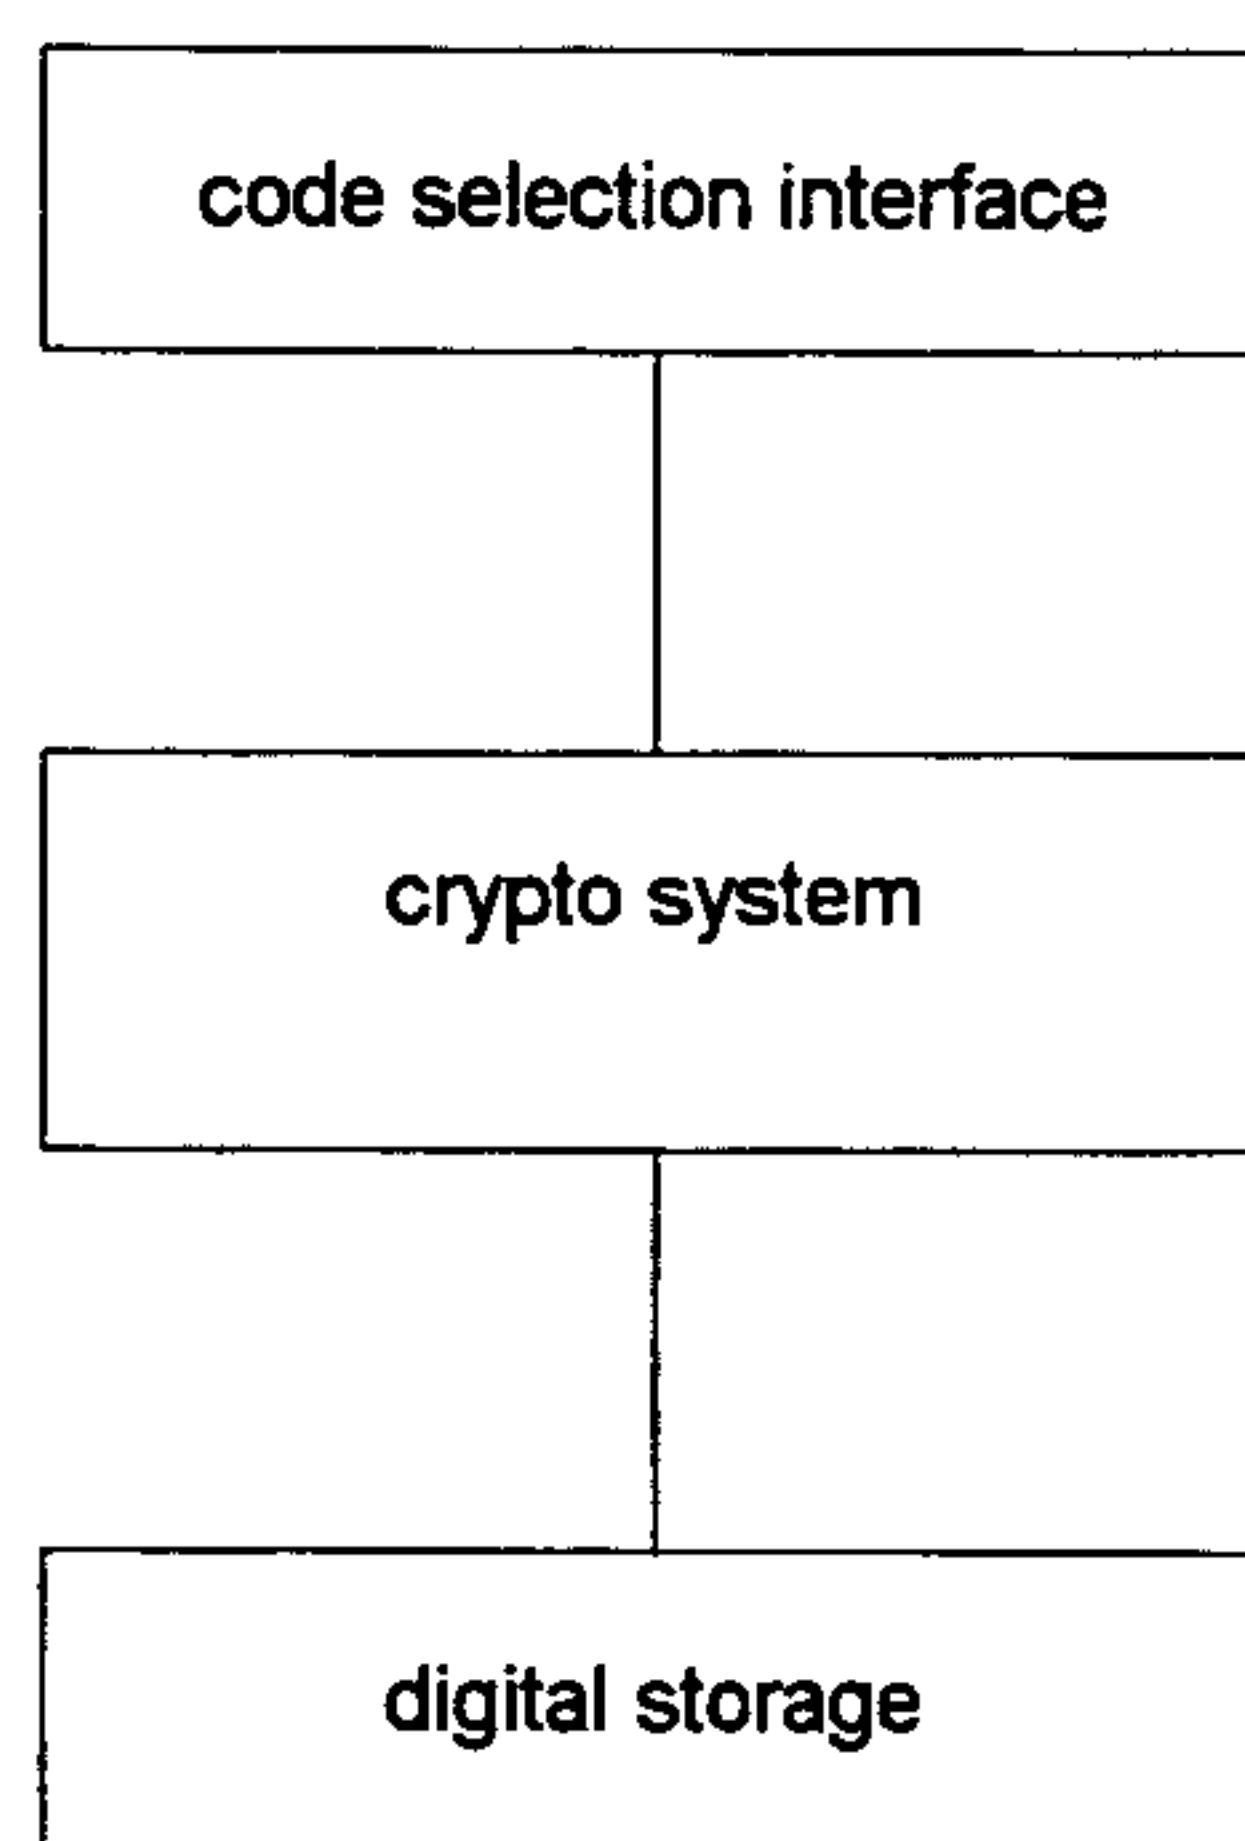 code selection interface
crypto system
digital storage